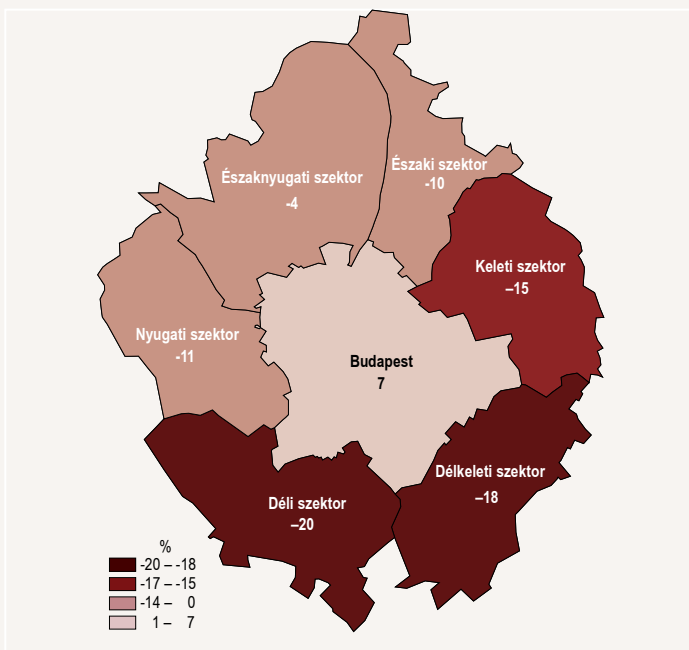 Északnyugati szektor
-4
Északi szektor
-10
Keleti szektor
–15
Nyugati szektor
-11
Budapest
7
Délkeleti szektor
–18
Déli szektor
–20
%
-20 – -18
-17 – -15
-14 – 0
1 – 7